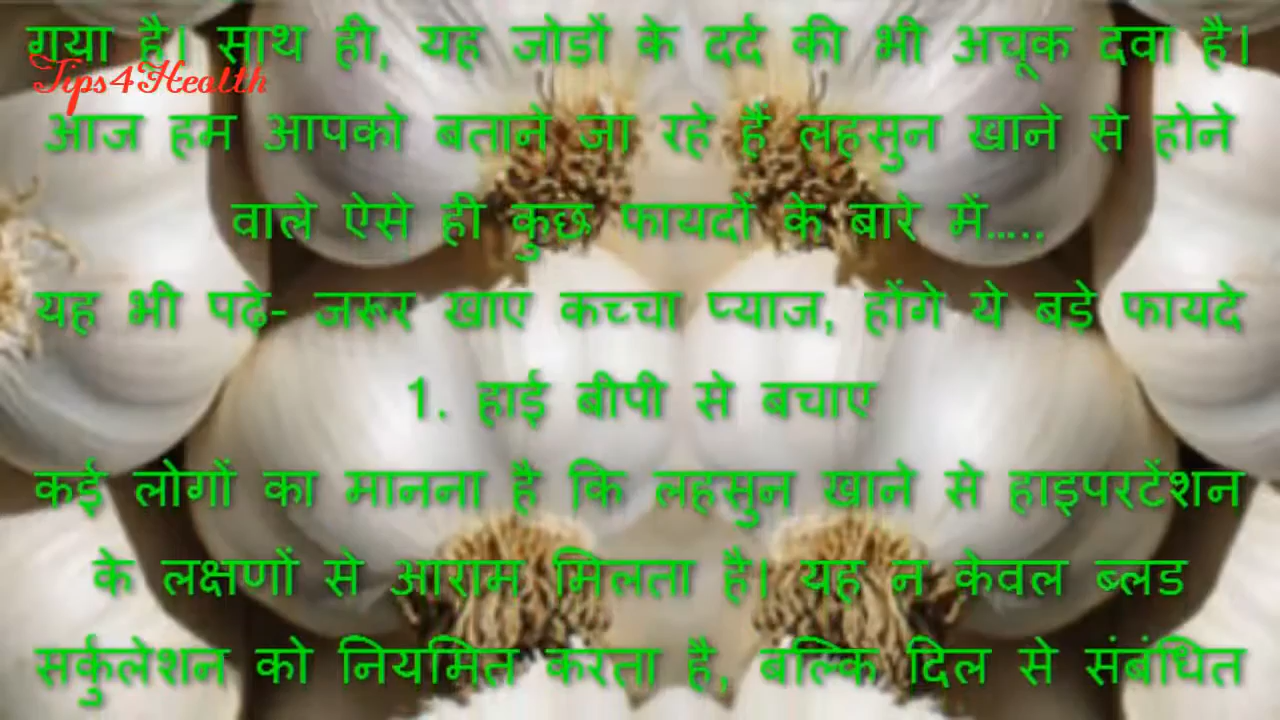 गया है। साथ ही, यह जोडों के दर्द की भी अचूक दवा है।
Tips4Health
आज हम आपको बताने जा रहे हैं लहसुन खाने से होने
वाले ऐसे ही कुछ फायदों के बारे में.....
यह भी पढे- जरूर खाए कच्चा प्याज, होंगे ये बडे फायदे
1. हाई बीपी से बचाए
कई लोगों का मानना है कि लहसुन खाने से हाइपरटेंशन
के लक्षणों से आराम मिलता है। यह न केवल ब्लड
सर्कुलेशन को नियमित करता है, बल्कि दिल से संबंधित